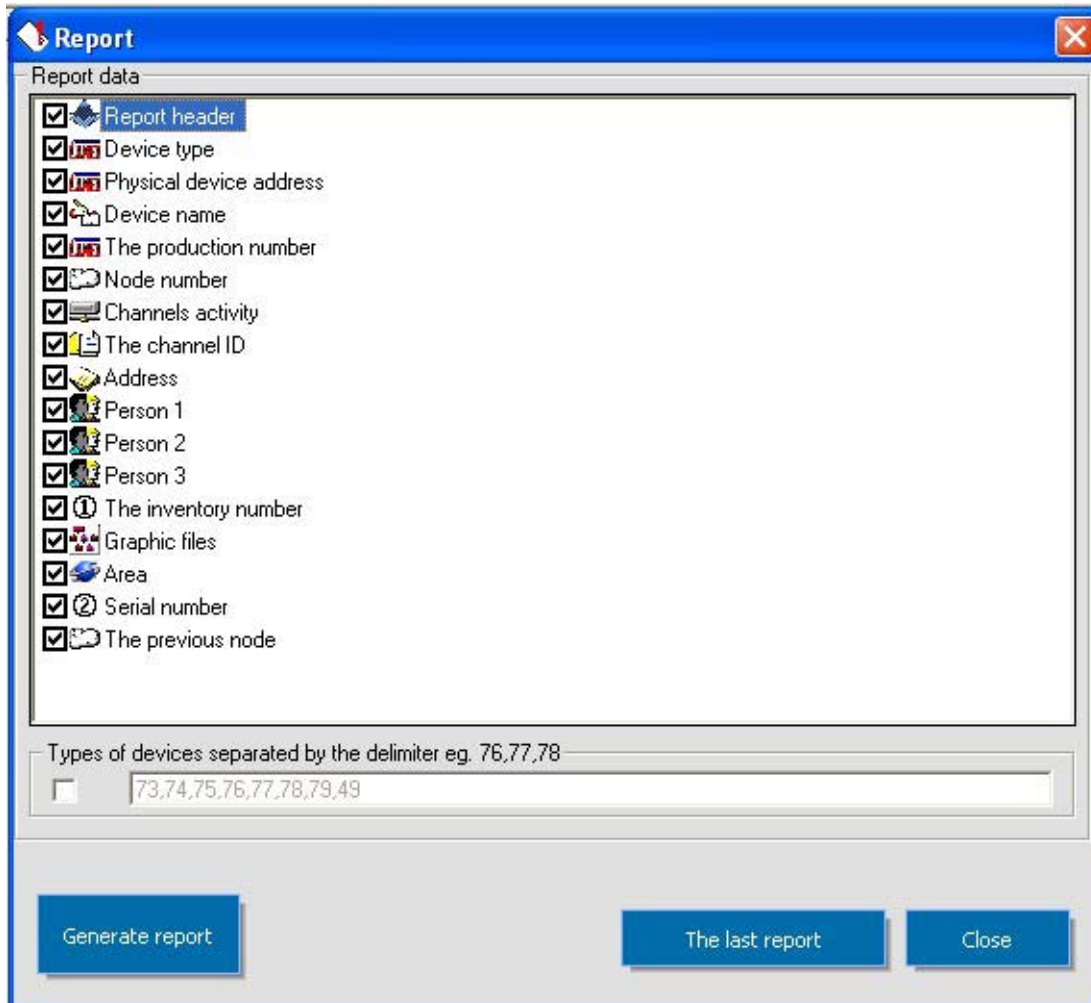 Report
Report data
Report header
Device type
Physical device address
Device name
The production number
Node number
Channels activity
The channel ID
Address
Person 1
Person 2
Person 3
① The inventory number
Graphic files
Area
② Serial number
The previous node
Types of devices separated by the delimiter eg. 76,77,78
73,74,75,76,77,78,79,49
Generate report
The last report
Close